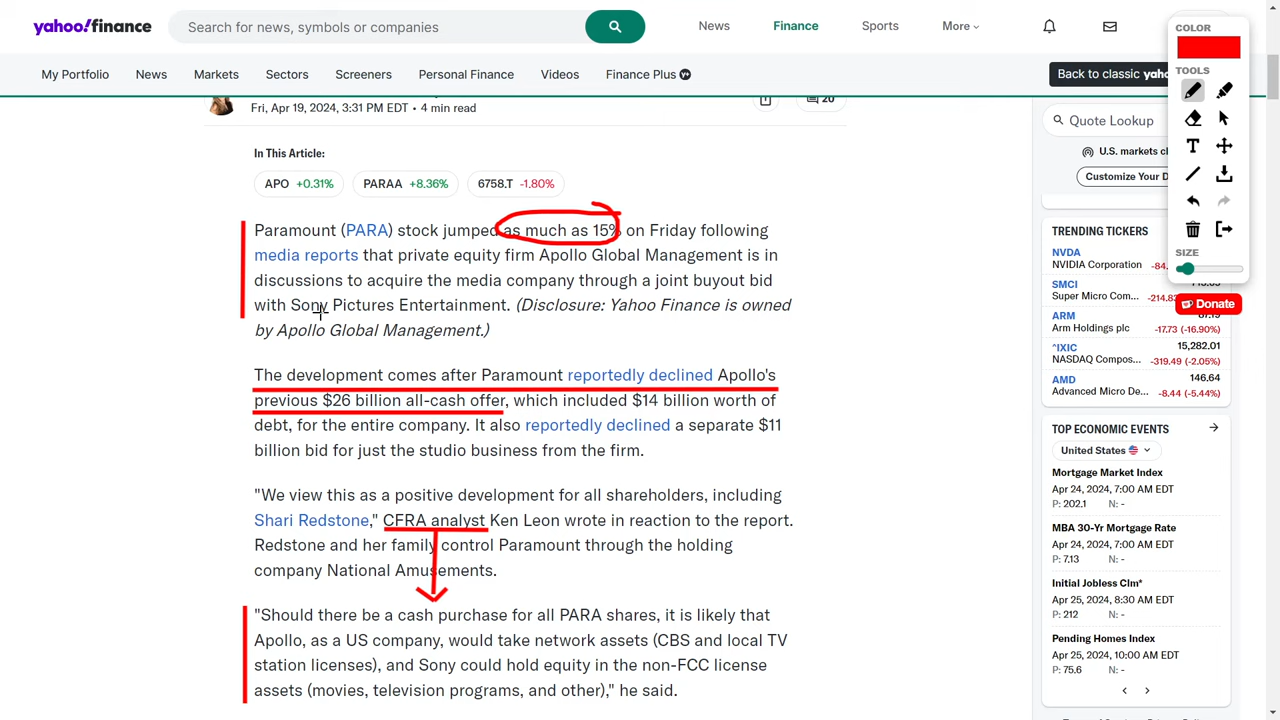 yahoo!finance
Search for news, symbols or companies
News
Finance
Sports
More
COLOR
TOOLS
SIZE
Donate
My Portfolio
News
Markets
Sectors
Screeners
Personal Finance
Videos
Finance Plus
Back to classic
Fri, Apr 19, 2024, 3:31 PM EDT • 4 min read
20
In This Article:
APO +0.31%
PARAA +8.36%
6758.T -1.80%
Paramount (PARA) stock jumped as much as 15% on Friday following
media reports that private equity firm Apollo Global Management is in
discussions to acquire the media company through a joint buyout bid
with Sony Pictures Entertainment. (Disclosure: Yahoo Finance is owned
by Apollo Global Management.)
The development comes after Paramount reportedly declined Apollo's
previous $26 billion all-cash offer, which included $14 billion worth of
debt, for the entire company. It also reportedly declined a separate $11
billion bid for just the studio business from the firm.
"We view this as a positive development for all shareholders, including
Shari Redstone," CFRA analyst Ken Leon wrote in reaction to the report.
Redstone and her family control Paramount through the holding
company National Amusements.
"Should there be a cash purchase for all PARA shares, it is likely that
Apollo, as a US company, would take network assets (CBS and local TV
station licenses), and Sony could hold equity in the non-FCC license
assets (movies, television programs, and other)," he said.
Quote Lookup
U.S. markets
Customize Your
TRENDING TICKERS
NVDA
NVIDIA Corporation
SMCI
Super Micro Com...
ARM
Arm Holdings plc -17.73 (-16.90%)
^IXIC 15,282.01
NASDAQ Compos... -319.49 (-2.05%)
AMD 146.64
Advanced Micro De... -8.44 (-5.44%)
TOP ECONOMIC EVENTS
United States
Mortgage Market Index
Apr 24, 2024, 7:00 AM EDT
P: 202.1 N: -
MBA 30-Yr Mortgage Rate
Apr 24, 2024, 7:00 AM EDT
P: 7.13 N: -
Initial Jobless Clm*
Apr 25, 2024, 8:30 AM EDT
P: 212 N: -
Pending Homes Index
Apr 25, 2024, 10:00 AM EDT
P: 75.6 N: -